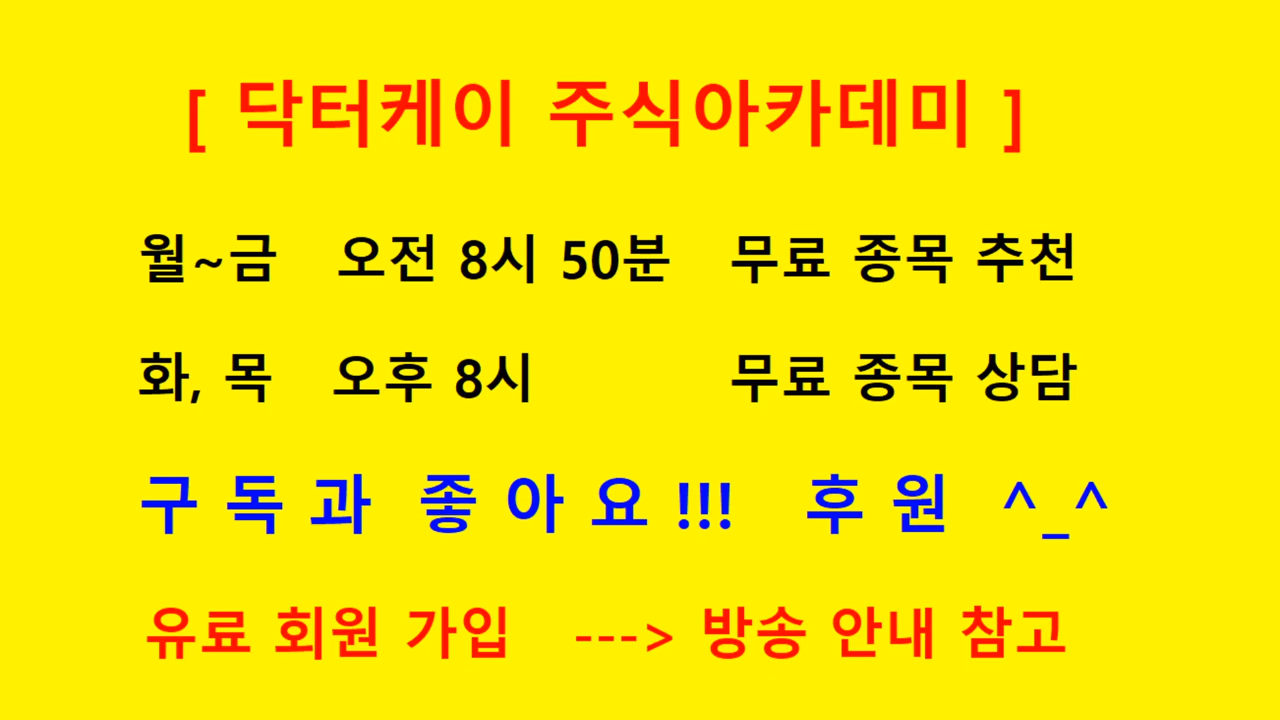 [ 닥터케이 주식아카데미 ]
월~금 오전 8시 50분 무료 종목 추천
화, 목 오후 8시 무료 종목 상담
구 독 과 좋 아 요 !!! 후 원 ^_^
유료 회원 가입 ---> 방송 안내 참고